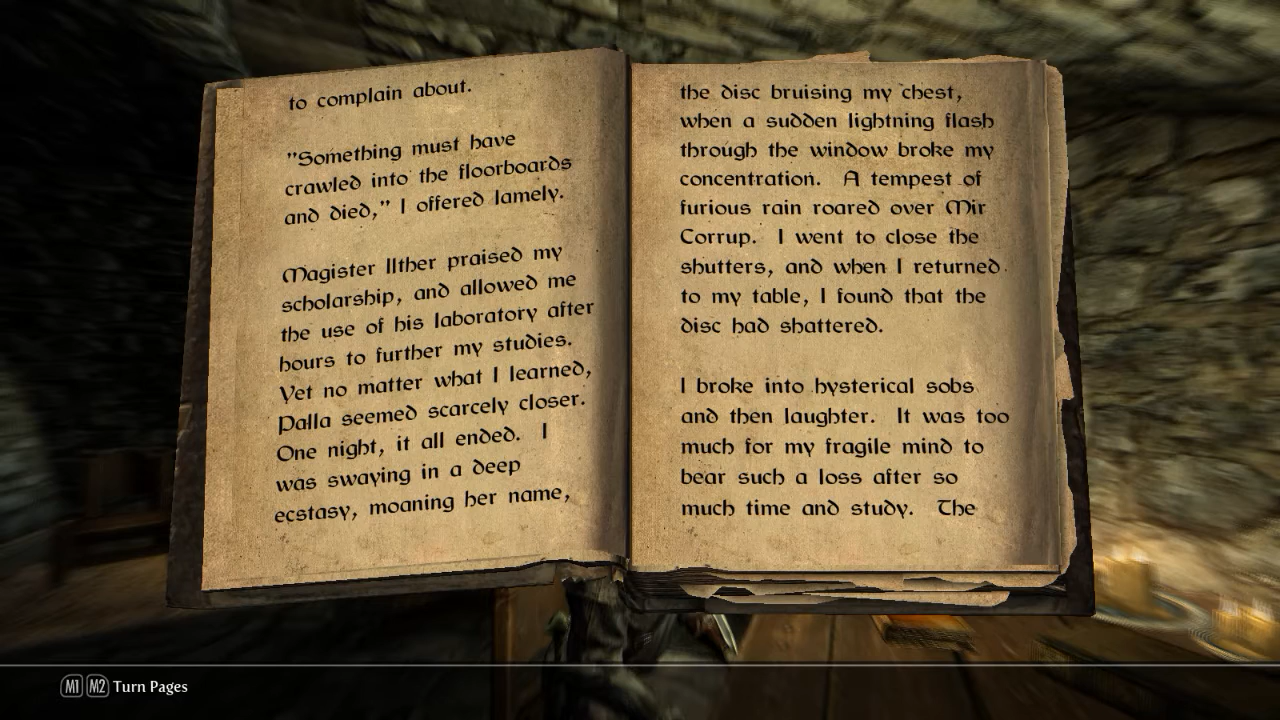 to complain about.
"Something must have
crawled into the floorboards
and died," I offered lamely.
Magister Ilther praised my
scholarship, and allowed me
the use of his laboratory after
hours to further my studies.
Yet no matter what I learned,
Palla seemed scarcely closer.
One night, it all ended.  I
was swaying in a deep
ecstasy, moaning her name,
the disc bruising my chest,
when a sudden lightning flash
through the window broke my
concentration.  A tempest of
furious rain roared over Mir
Corrup.  I went to close the
shutters, and when I returned
to my table, I found that the
disc had shattered.
I broke into hysterical sobs
and then laughter.  It was too
much for my fragile mind to
bear such a loss after so
much time and study.  The
M1 M2 Turn Pages